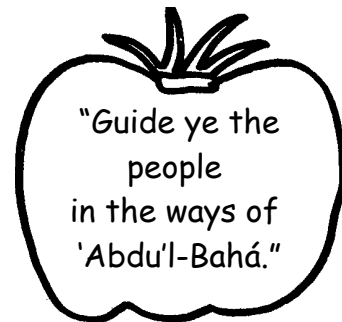 “Guide ye the
people
in the ways of
‘Abdu’l-Bahá.”